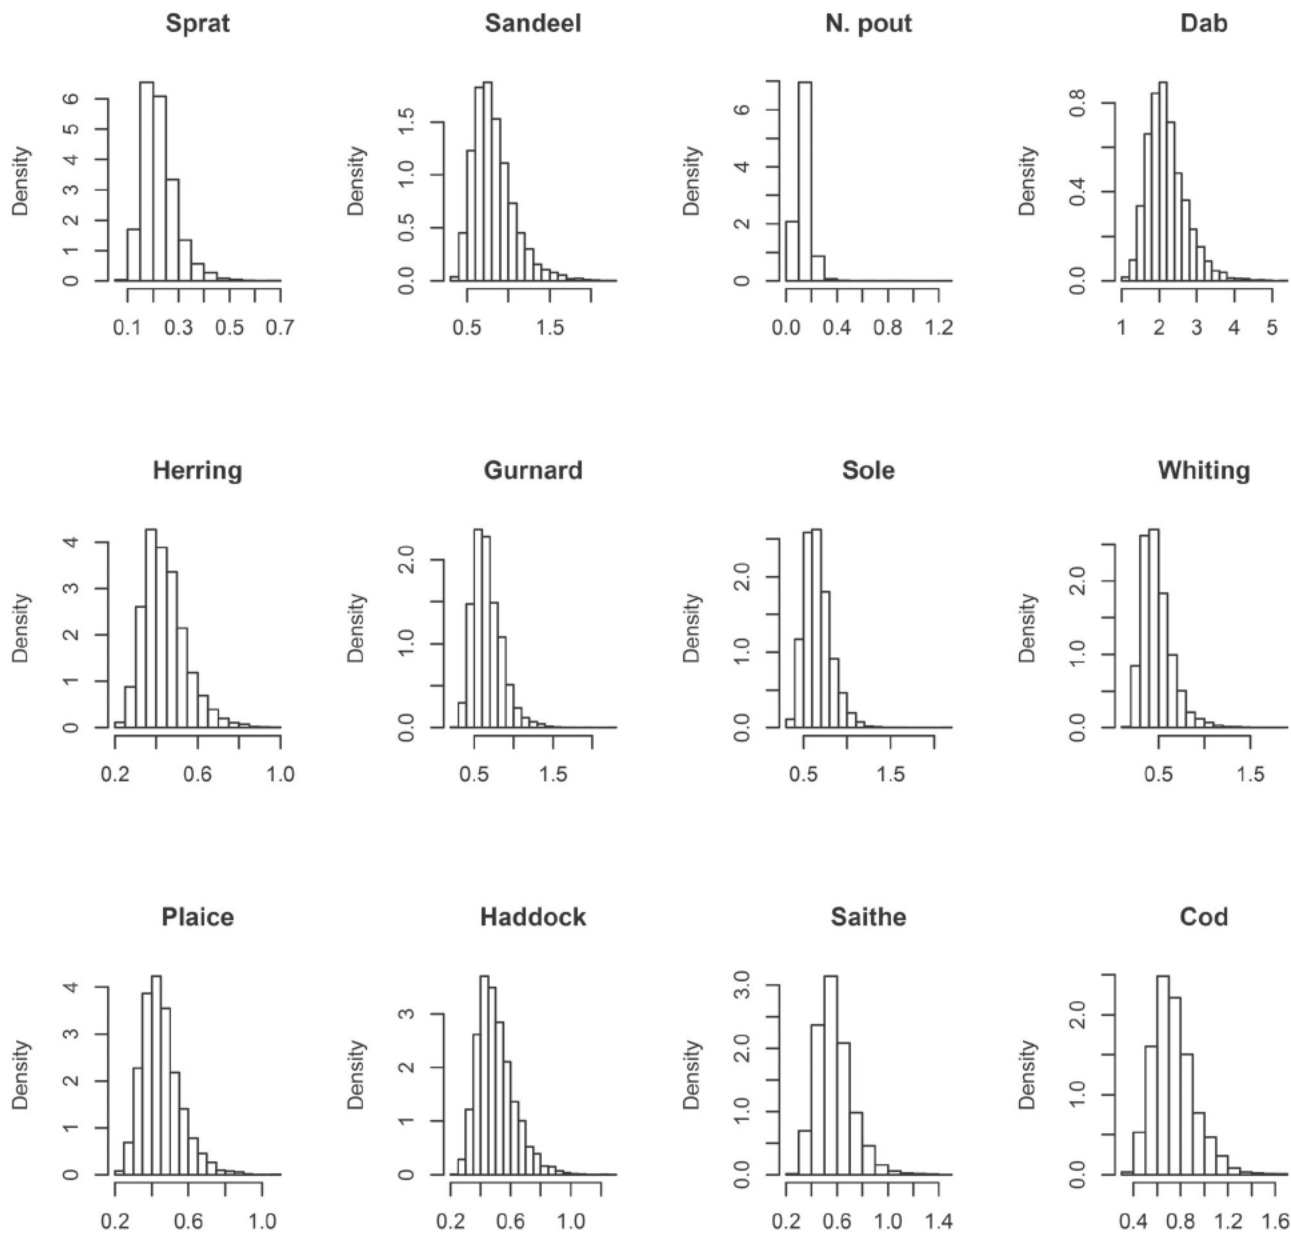 Sprat Sandeel N. pout Dab
Density 0 1 2 3 4 5 6
Density 0.0 0.5 1.0 1.5
Density 0 2 4 6
Density 0.0 0.4 0.8
0.1 0.3 0.5 0.7 0.5 1.5 0.0 0.4 0.8 1.2 1 2 3 4 5
Herring Gurnard Sole Whiting
Density 0 1 2 3 4
Density 0.0 1.0 2.0
Density 0.0 1.0 2.0
Density 0.0 1.0 2.0
0.2 0.6 1.0 0.5 1.5 0.5 1.5 0.5 1.5
Plaice Haddock Saithe Cod
Density 0 1 2 3 4
Density 0 1 2 3
Density 0.0 1.0 2.0 3.0
Density 0.0 1.0 2.0
0.2 0.6 1.0 0.2 0.6 1.0 0.2 0.6 1.0 1.4 0.4 0.8 1.2 1.6